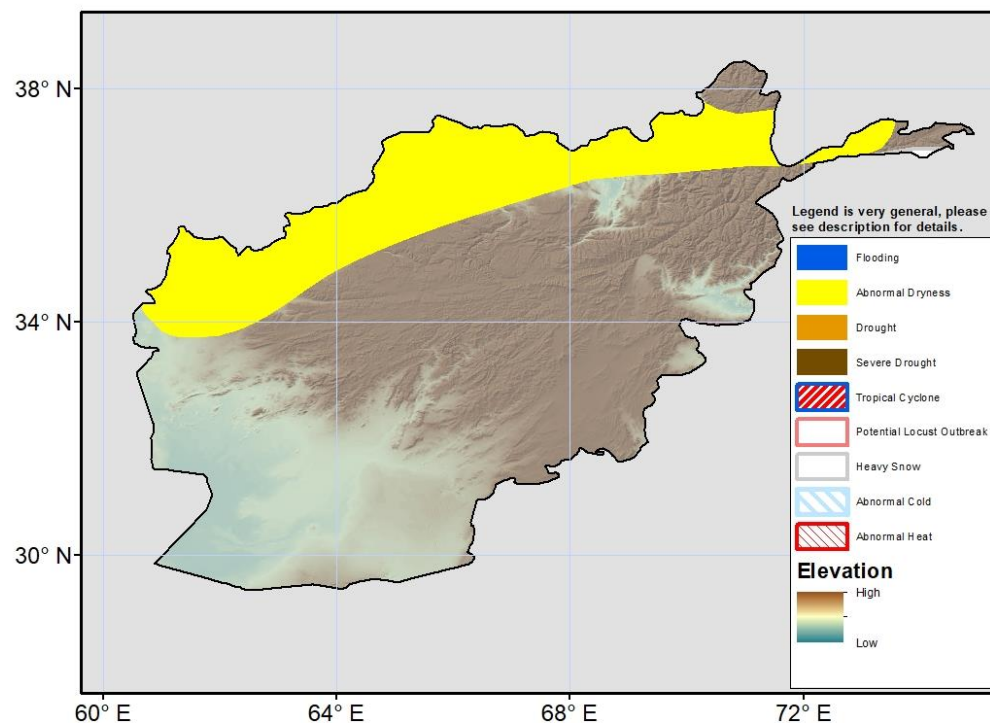 38° N
34° N
30° N
60° E
64° E
68° E
72° E
Legend is very general, please
see description for details.
Flooding
Abnormal Dryness
Drought
Severe Drought
Tropical Cyclone
Potential Locust Outbreak
Heavy Snow
Abnormal Cold
Abnormal Heat
Elevation
High
Low